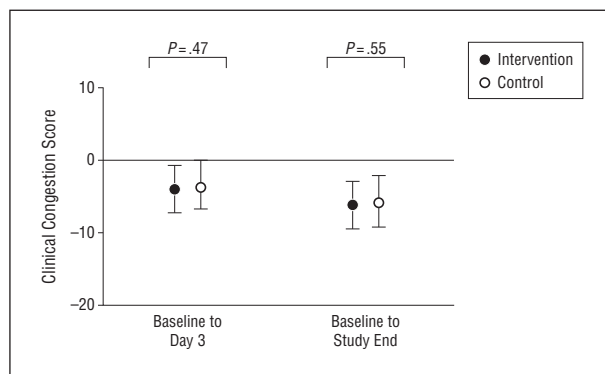 P = .47
P = .55
Intervention
Control
10
0
−10
−20
Clinical Congestion Score
Baseline to
Day 3
Baseline to
Study End